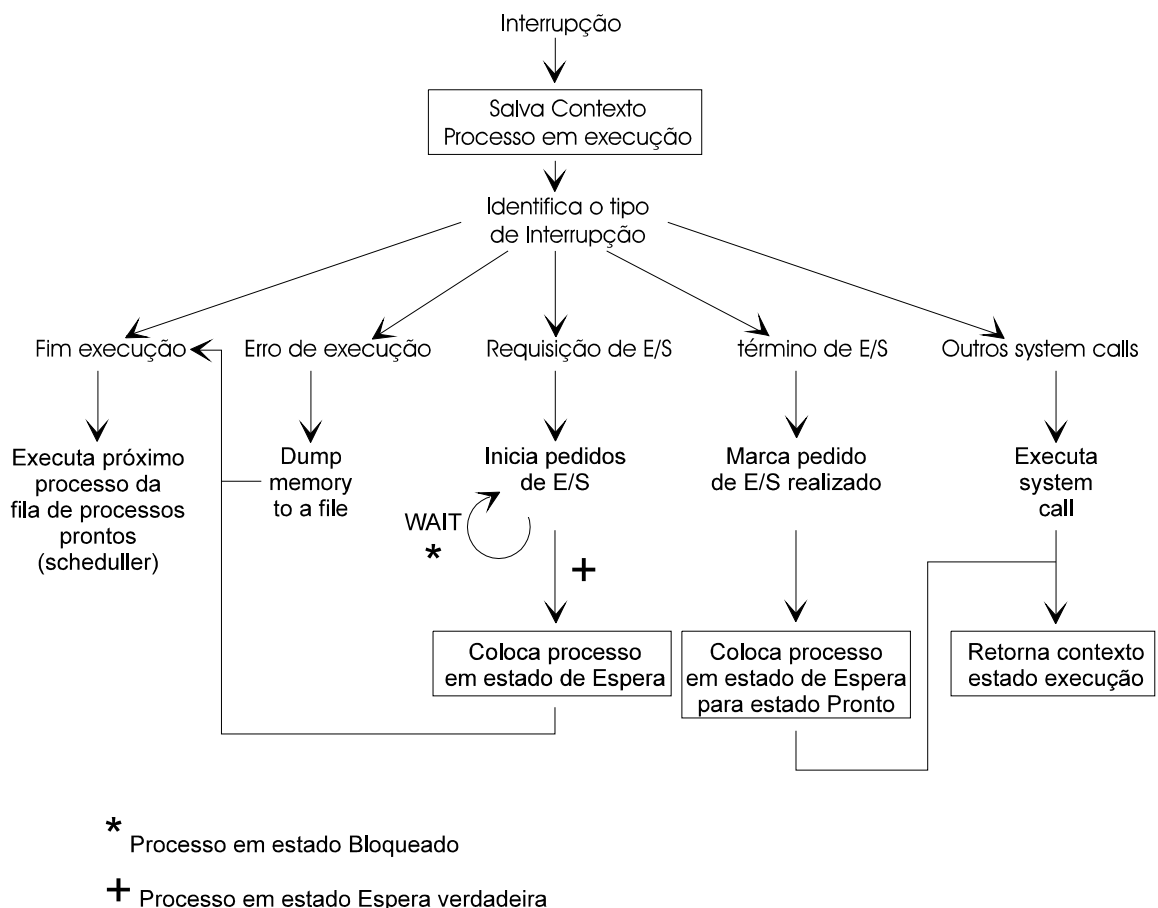 Interrupção
Salva Contexto
Processo em execução
Identifica o tipo
de Interrupção
Fim execução
Erro de execução
Requisição de E/S
término de E/S
Outros system calls
Executa próximo
processo da
fila de processos
prontos
(scheduller)
Dump
memory
to a file
Inicia pedidos
de E/S
WAIT
*
+
Marca pedido
de E/S realizado
Executa
system
call
Coloca processo
em estado de Espera
Coloca processo
em estado de Espera
para estado Pronto
Retorna contexto
estado execução
* Processo em estado Bloqueado
+ Processo em estado Espera verdadeira